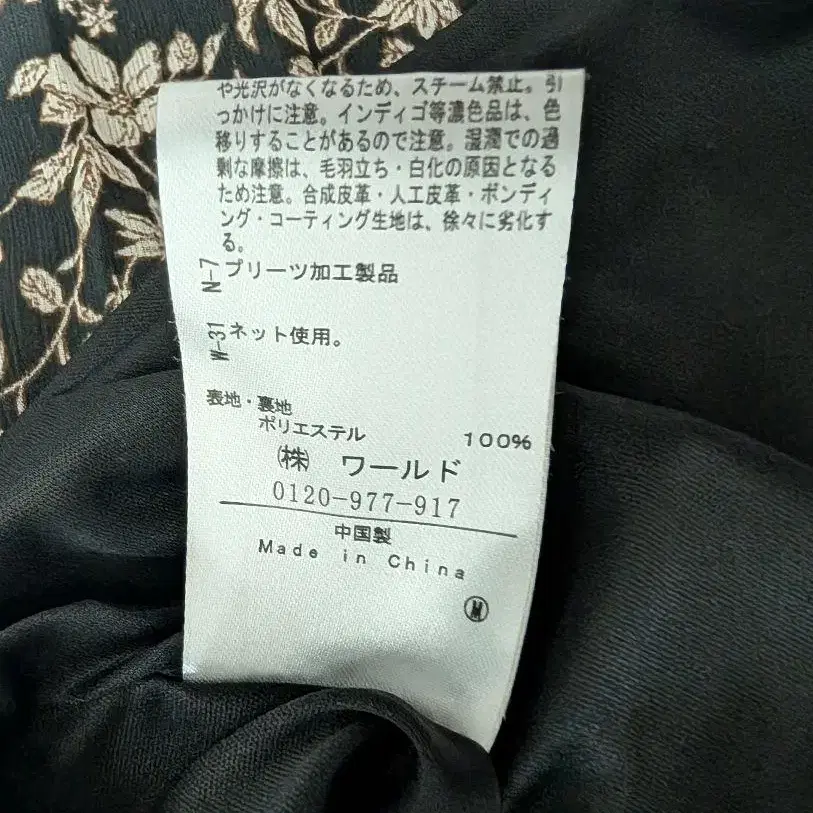 や光沢がなくなるため、スチーム禁止。引
っかけに注意。インディゴ等濃色品は、色
移りすることがあるので注意。湿潤での過
剰な摩擦は、毛羽立ち・白化の原因となる
ため注意。合成皮革・人工皮革・ボンディ
ング・コーティング生地は、徐々に劣化す
る。
N-7 プリーツ加工製品
W-31 ネット使用。
表地・裏地
ポリエステル 100%
㈱ ワールド
0120-977-917
中国製
Made in China
Ⓜ